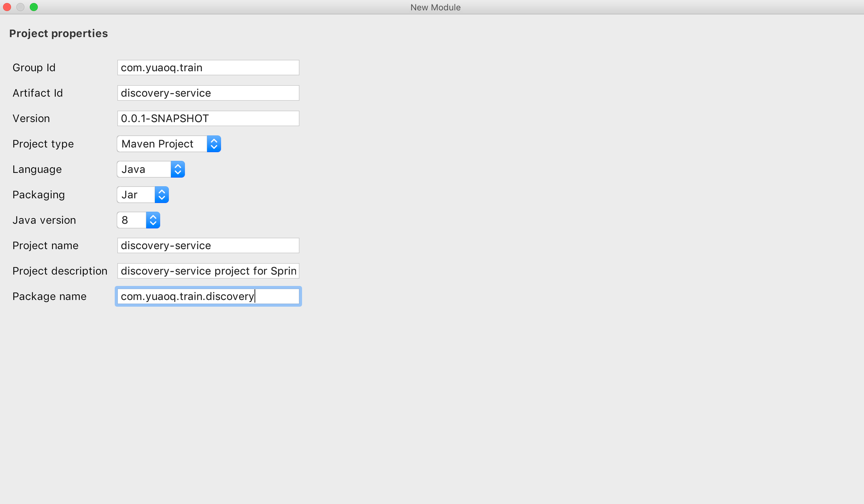 New Module
Project properties
Group Id com.yuaoq.train
Artifact Id discovery-service
Version 0.0.1-SNAPSHOT
Project type Maven Project
Language Java
Packaging Jar
Java version 8
Project name discovery-service
Project description discovery-service project for Sprin
Package name com.yuaoq.train.discovery